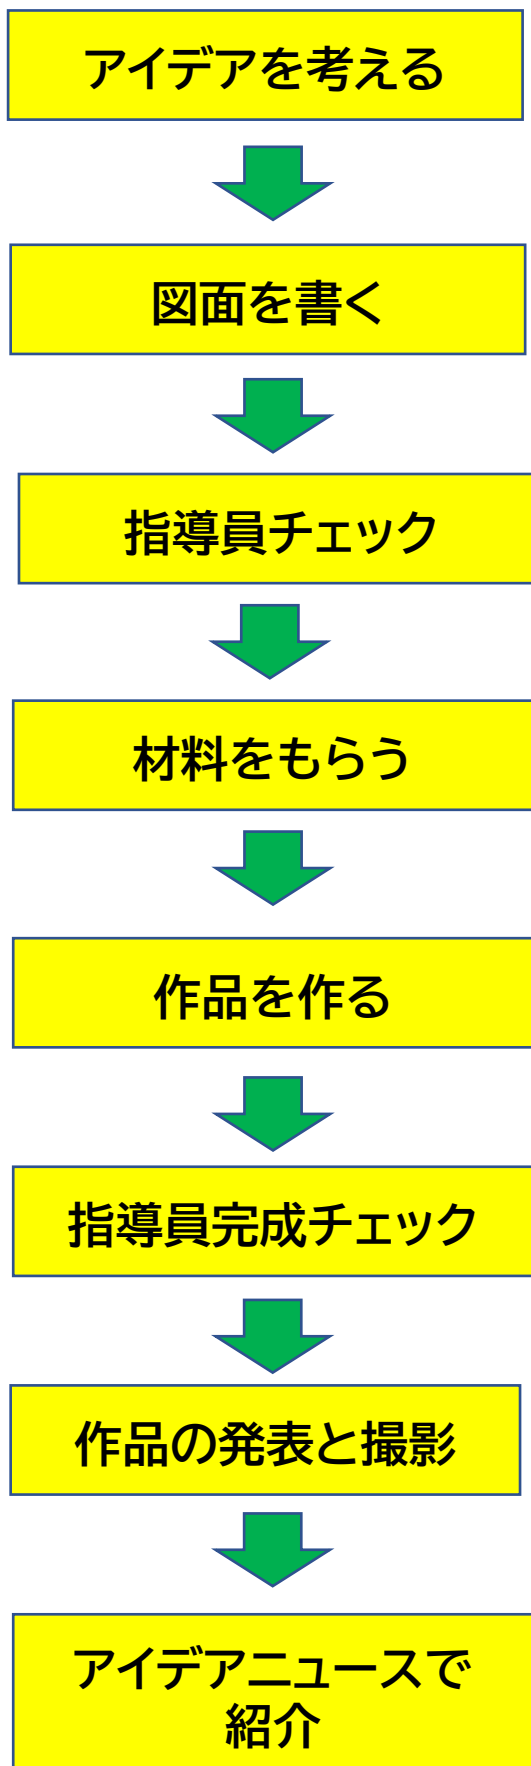 アイデアを考える
図面を書く
指導員チェック
材料をもらう
作品を作る
指導員完成チェック
作品の発表と撮影
アイデアニュースで
紹介